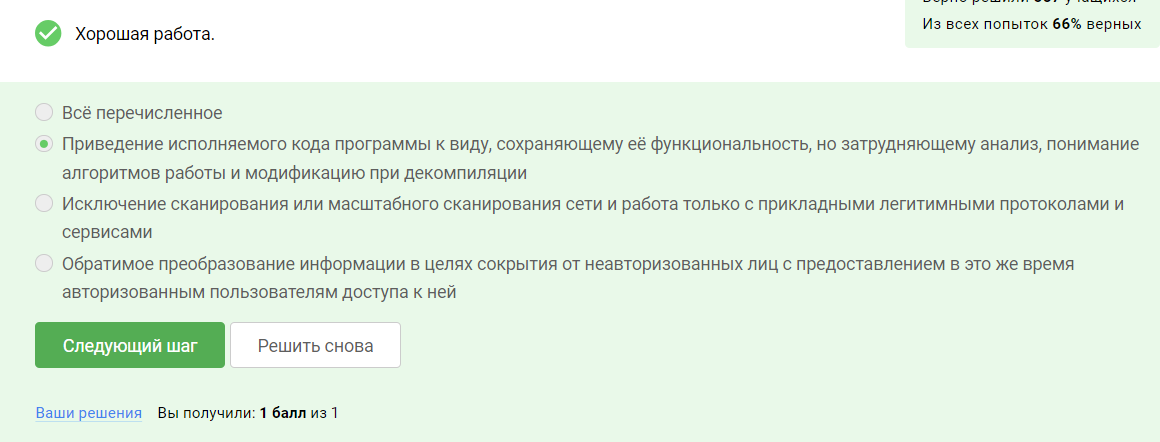 Из всех попыток 66% верных
Хорошая работа.
Всё перечисленное
Приведение исполняемого кода программы к виду, сохраняющему её функциональность, но затрудняющему анализ, понимание
алгоритмов работы и модификацию при декомпиляции
Исключение сканирования или масштабного сканирования сети и работа только с прикладными легитимными протоколами и
сервисами
Обратимое преобразование информации в целях сокрытия от неавторизованных лиц с предоставлением в это же время
авторизованным пользователям доступа к ней
Следующий шаг
Решить снова
Ваши решения Вы получили: 1 балл из 1